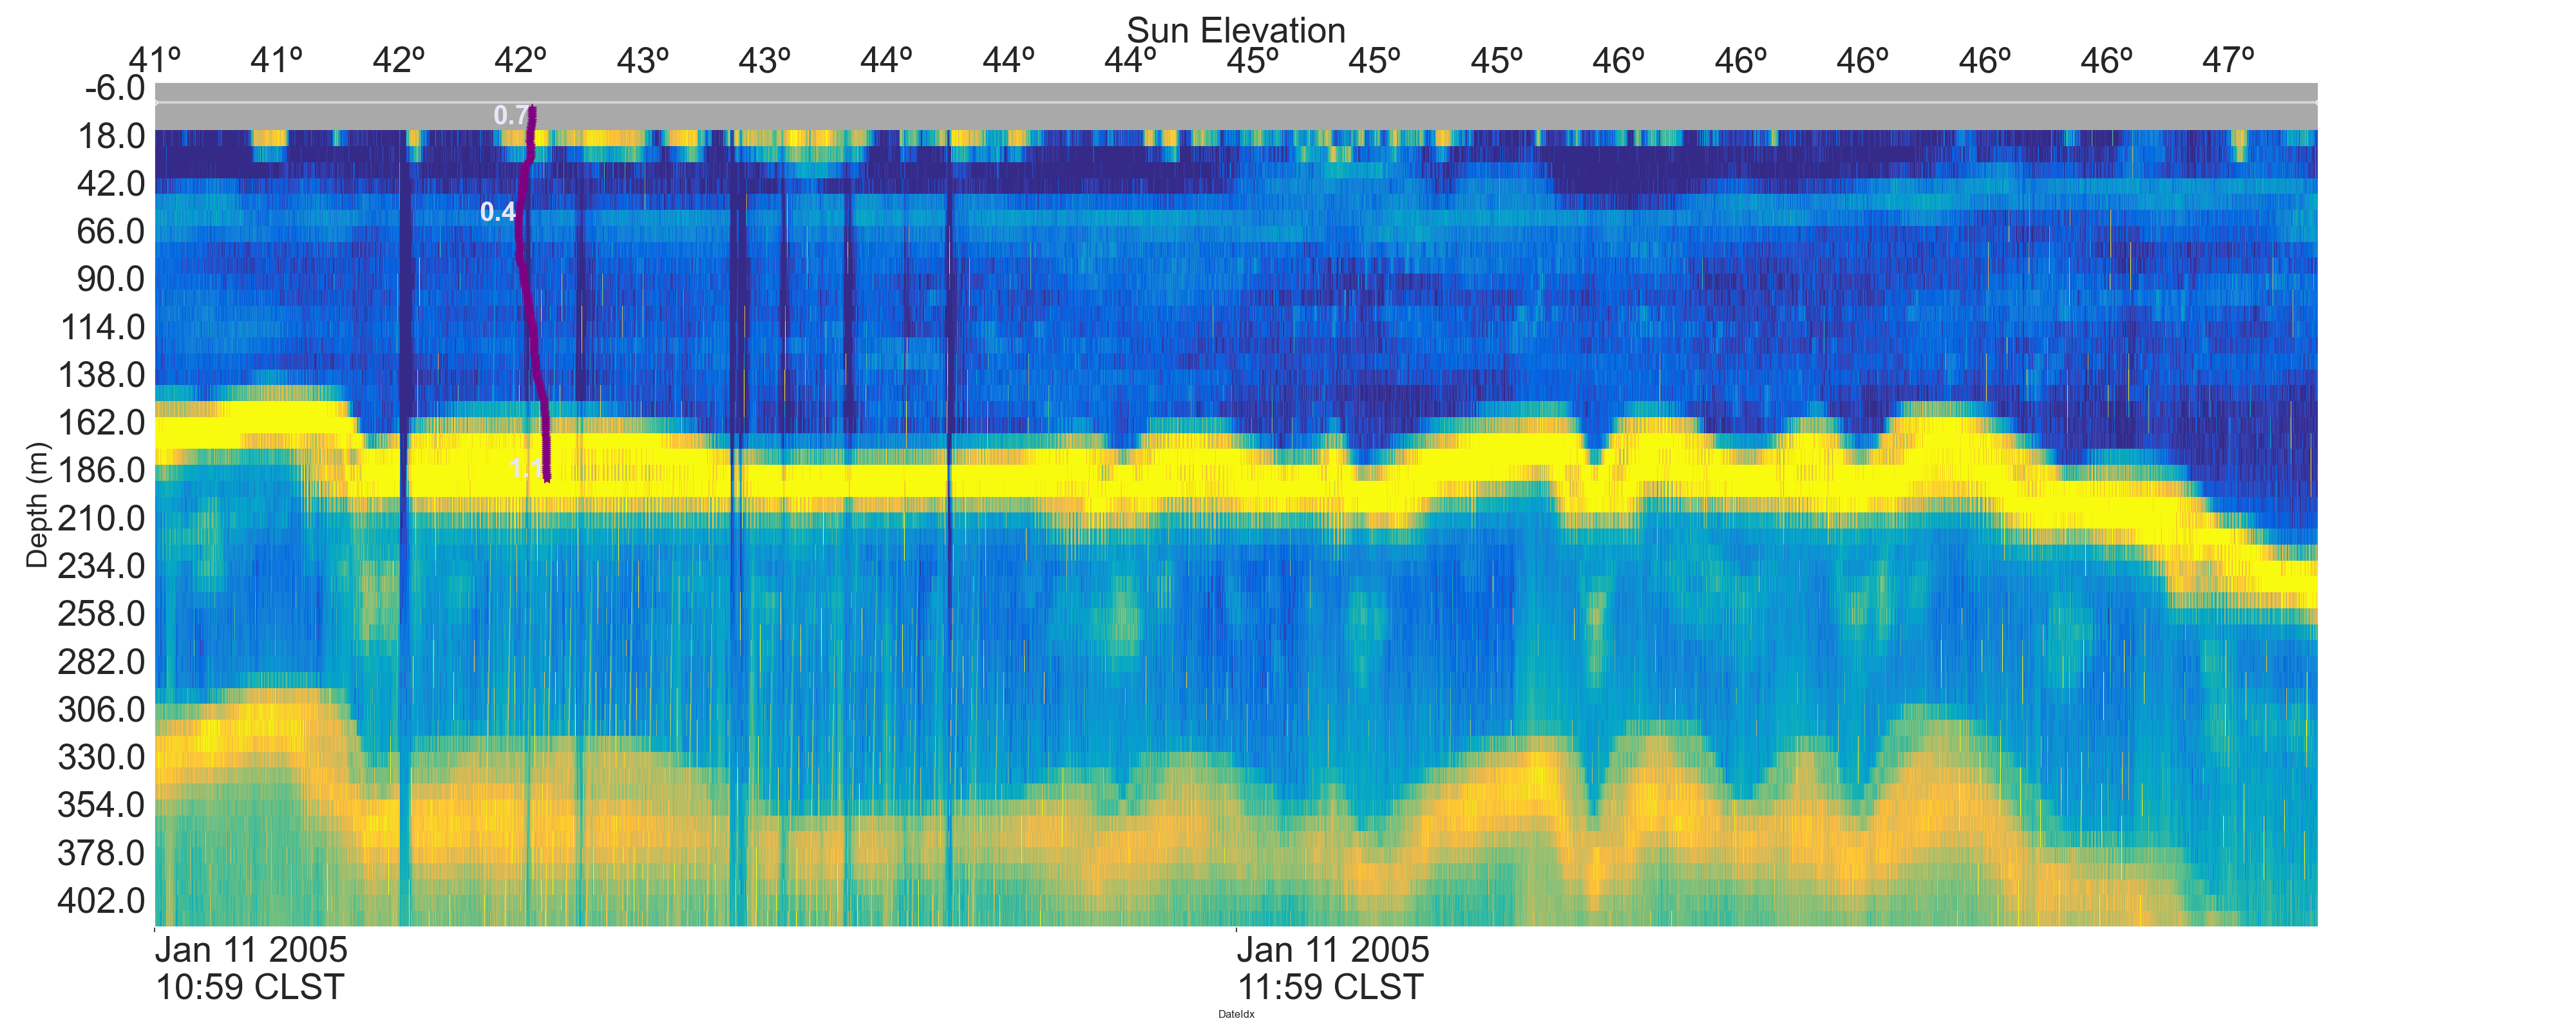 Sun Elevation
41º 41º 42º 42º 43º 43º 44º 44º 44º 45º 45º 45º 46º 46º 46º 46º 46º 47º
-6.0
0.7
18.0
42.0
0.4
66.0
90.0
114.0
138.0
162.0
186.0
1.1
210.0
234.0
258.0
282.0
306.0
330.0
354.0
378.0
402.0
Depth (m)
Jan 11 2005
10:59 CLST
Jan 11 2005
11:59 CLST
DateIdx